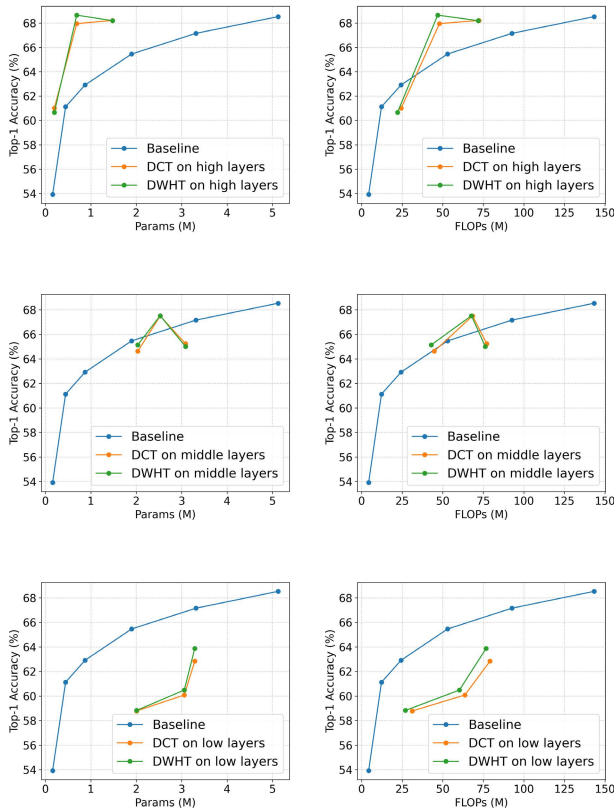 68
66
64
62
60
58
56
54
Top-1 Accuracy (%)
Baseline
DCT on high layers
DWHT on high layers
0 1 2 3 4 5
Params (M)
68
66
64
62
60
58
56
54
Top-1 Accuracy (%)
Baseline
DCT on high layers
DWHT on high layers
0 25 50 75 100 125 150
FLOPs (M)
68
66
64
62
60
58
56
54
Top-1 Accuracy (%)
Baseline
DCT on middle layers
DWHT on middle layers
0 1 2 3 4 5
Params (M)
68
66
64
62
60
58
56
54
Top-1 Accuracy (%)
Baseline
DCT on middle layers
DWHT on middle layers
0 25 50 75 100 125 150
FLOPs (M)
68
66
64
62
60
58
56
54
Top-1 Accuracy (%)
Baseline
DCT on low layers
DWHT on low layers
0 1 2 3 4 5
Params (M)
68
66
64
62
60
58
56
54
Top-1 Accuracy (%)
Baseline
DCT on low layers
DWHT on low layers
0 25 50 75 100 125 150
FLOPs (M)